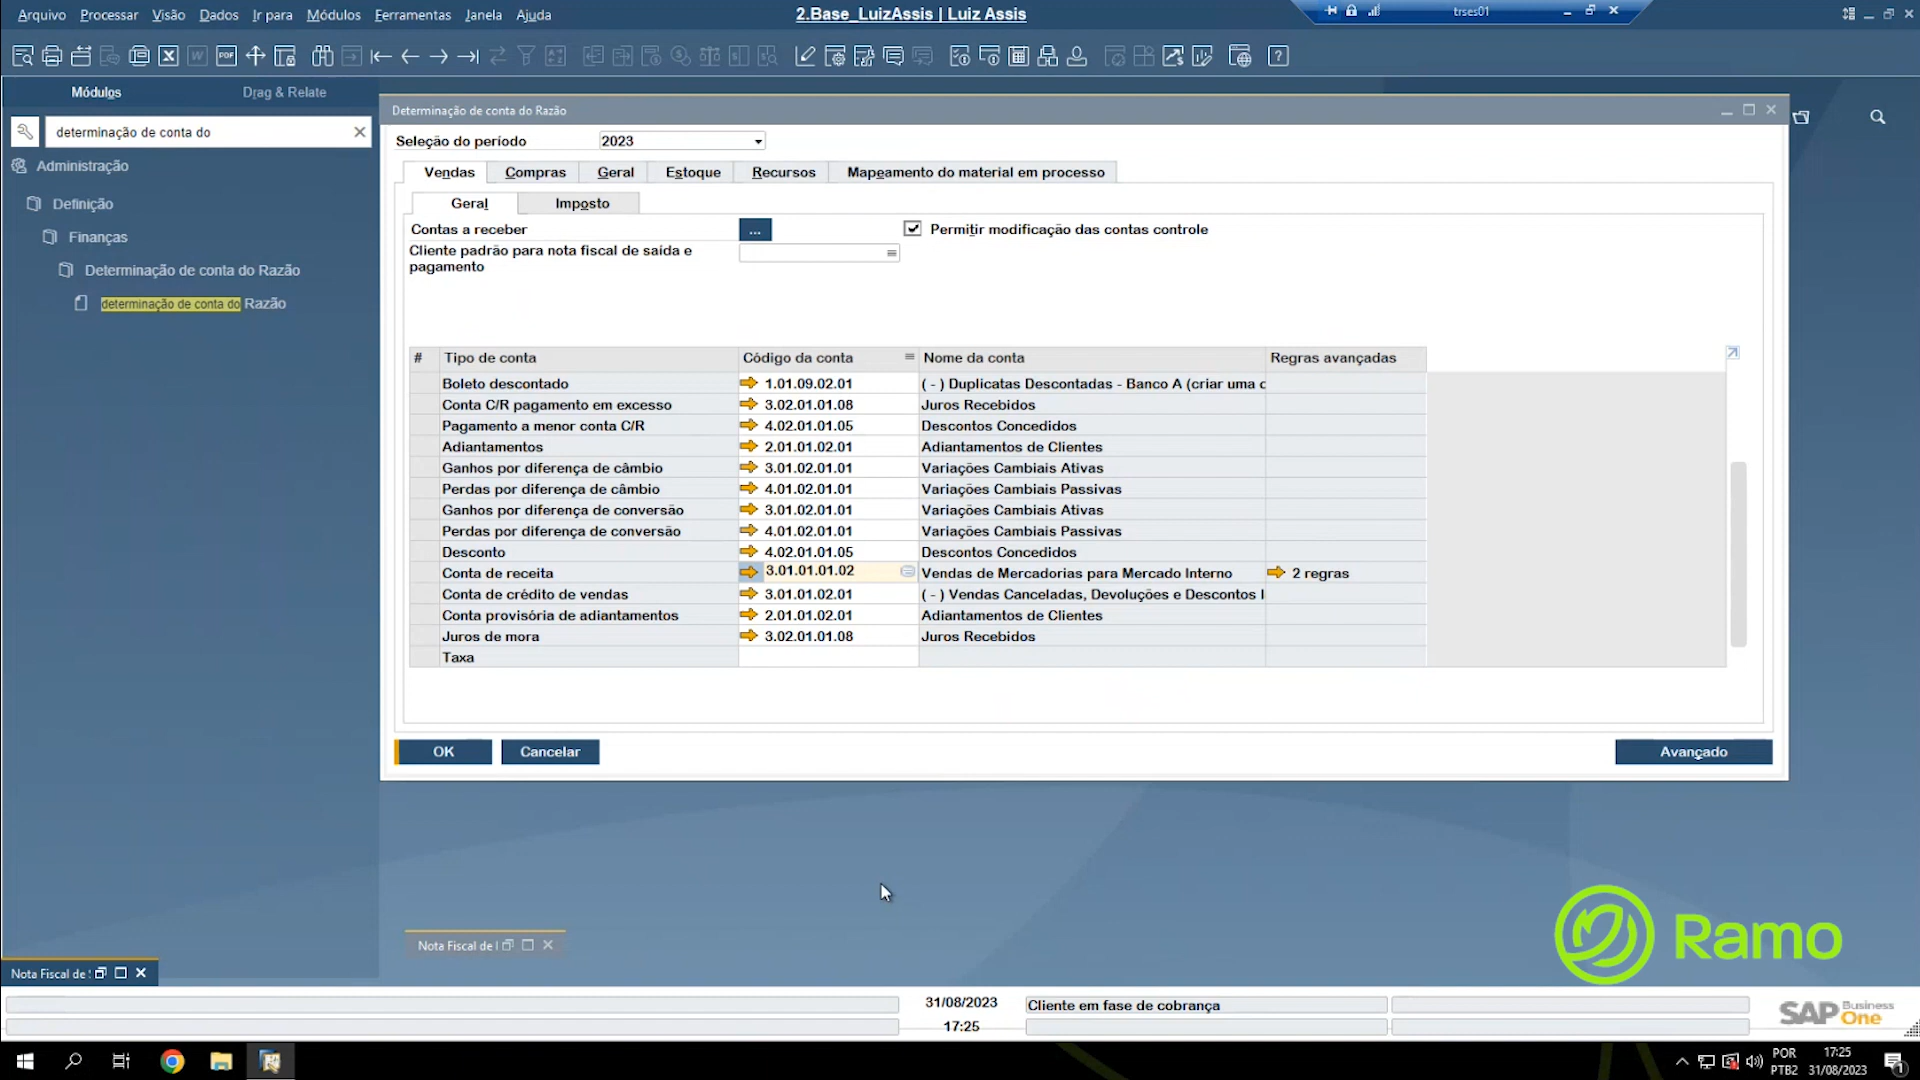 Arquivo Processar Visão Dados Ir para Módulos Ferramentas Janela Ajuda
2.Base_LuizAssis | Luiz Assis
trses01
Módulos Drag & Relate
determinação de conta do
Administração
Definição
Finanças
Determinação de conta do Razão
determinação de conta do Razão
Determinação de conta do Razão
Seleção do período 2023
Vendas Compras Geral Estoque Recursos Mapeamento do material em processo
Geral Imposto
Contas a receber ... Permitir modificação das contas controle
Cliente padrão para nota fiscal de saída e
pagamento
# Tipo de conta Código da conta Nome da conta Regras avançadas
Boleto descontado 1.01.09.02.01 ( - ) Duplicatas Descontadas - Banco A (criar uma c
Conta C/R pagamento em excesso 3.02.01.01.08 Juros Recebidos
Pagamento a menor conta C/R 4.02.01.01.05 Descontos Concedidos
Adiantamentos 2.01.01.02.01 Adiantamentos de Clientes
Ganhos por diferença de câmbio 3.01.02.01.01 Variações Cambiais Ativas
Perdas por diferença de câmbio 4.01.02.01.01 Variações Cambiais Passivas
Ganhos por diferença de conversão 3.01.02.01.01 Variações Cambiais Ativas
Perdas por diferença de conversão 4.01.02.01.01 Variações Cambiais Passivas
Desconto 4.02.01.01.05 Descontos Concedidos
Conta de receita 3.01.01.01.02 Vendas de Mercadorias para Mercado Interno 2 regras
Conta de crédito de vendas 3.01.01.02.01 ( - ) Vendas Canceladas, Devoluções e Descontos I
Conta provisória de adiantamentos 2.01.01.02.01 Adiantamentos de Clientes
Juros de mora 3.02.01.01.08 Juros Recebidos
Taxa
OK Cancelar Avançado
Ramo
Nota Fiscal de
Nota Fiscal de
31/08/2023 Cliente em fase de cobrança
17:25
SAP Business One
POR
PTB2
17:25
31/08/2023
1